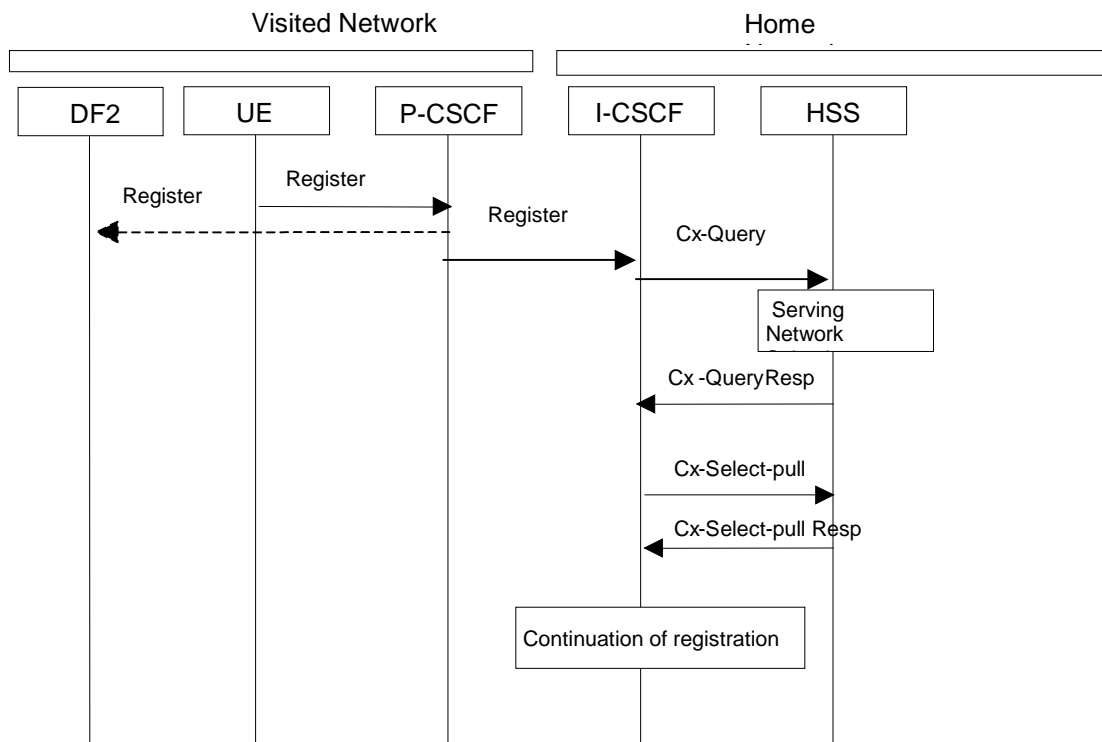 Visited Network
Home
DF2
UE
P-CSCF
I-CSCF
HSS
Register
Register
Register
Cx-Query
Serving
Network
Cx -QueryResp
Cx-Select-pull
Cx-Select-pull Resp
Continuation of registration